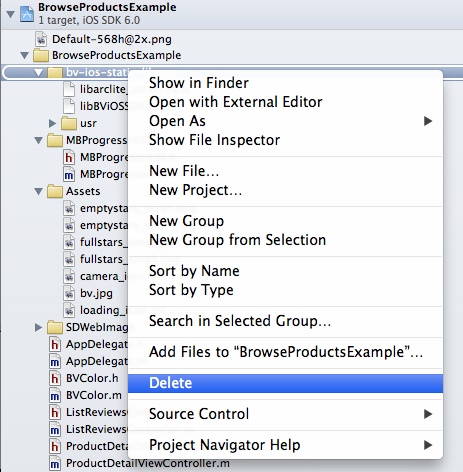 BrowseProductsExample
1 target, iOS SDK 6.0
Default-568h@2x.png
BrowseProductsExample
bv-ios-stat
libarclite_
libBViOSS
usr
MBProgress
MBProgre
MBProgre
Assets
emptysta
emptysta
fullstars_
fullstars_
camera_i
bv.jpg
loading_i
SDWebImag
AppDelegat
AppDelegat
BVColor.h
BVColor.m
ListReviews
ListReviews
ProductDeta
ProductDetailViewController.m
Show in Finder
Open with External Editor
Open As
Show File Inspector
New File...
New Project...
New Group
New Group from Selection
Sort by Name
Sort by Type
Search in Selected Group...
Add Files to “BrowseProductsExample”...
Delete
Source Control
Project Navigator Help